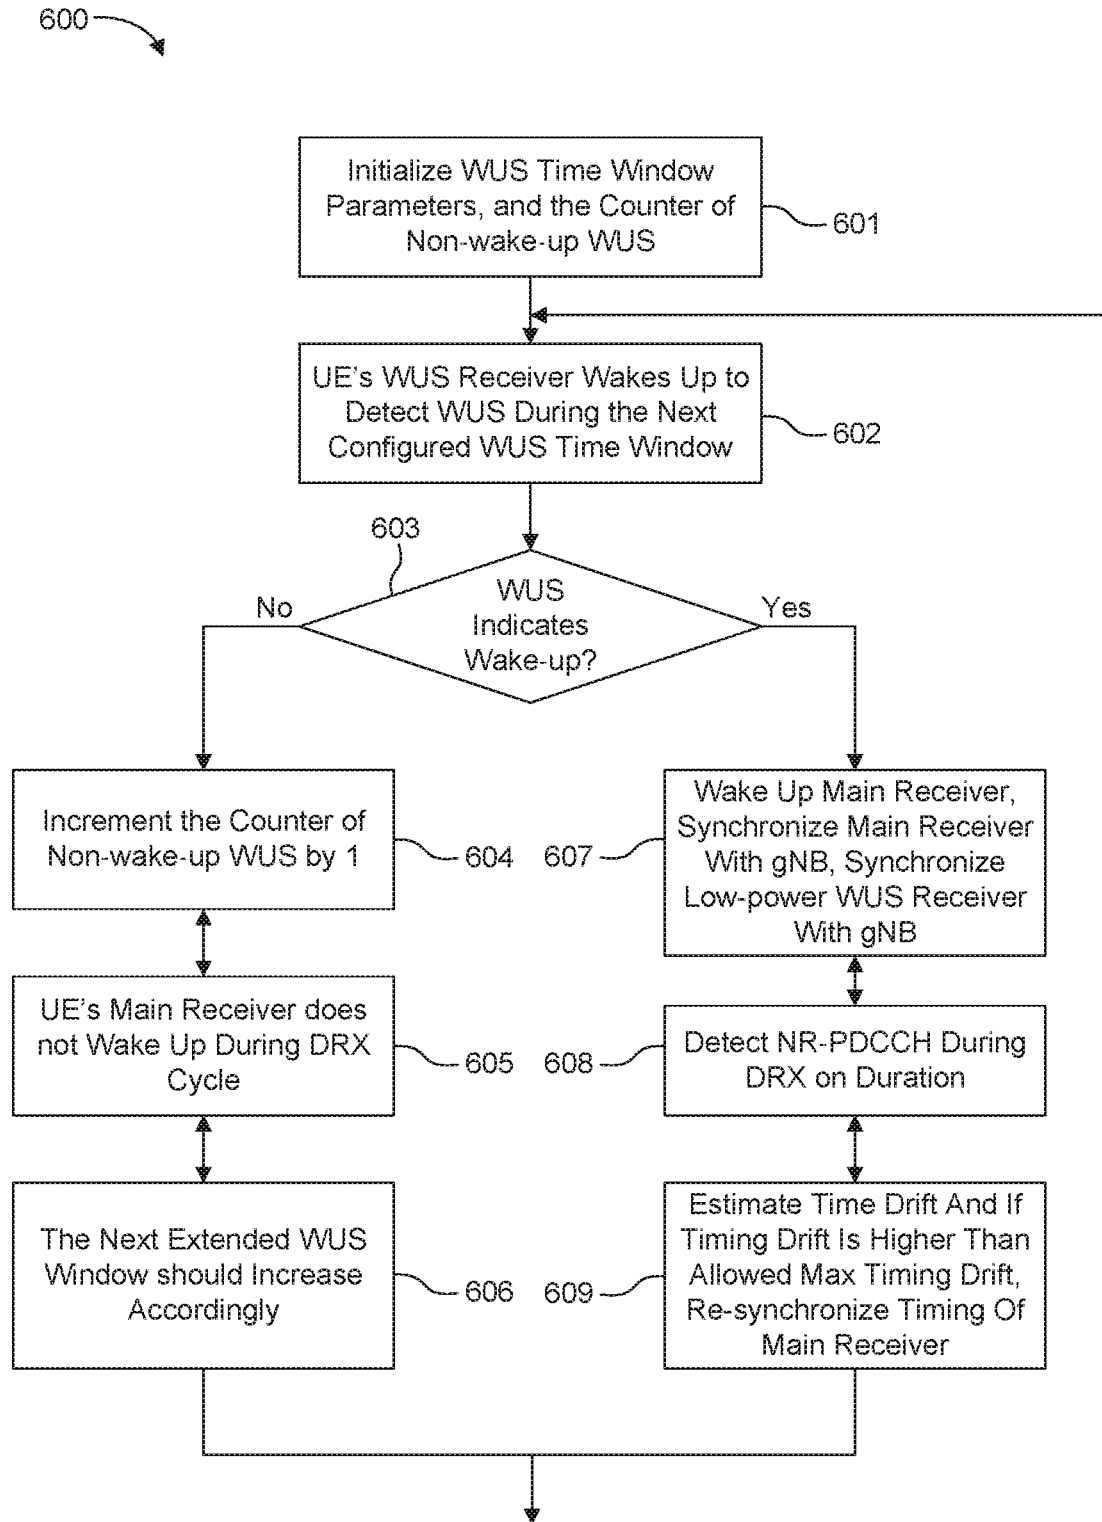 600
Initialize WUS Time Window
Parameters, and the Counter of
Non-wake-up WUS
601
UE's WUS Receiver Wakes Up to
Detect WUS During the Next
Configured WUS Time Window
602
603
WUS
Indicates
Wake-up?
No
Yes
Increment the Counter of
Non-wake-up WUS by 1
604
607
Wake Up Main Receiver,
Synchronize Main Receiver
With gNB, Synchronize
Low-power WUS Receiver
With gNB
UE's Main Receiver does
not Wake Up During DRX
Cycle
605
608
Detect NR-PDCCH During
DRX on Duration
The Next Extended WUS
Window should Increase
Accordingly
606
609
Estimate Time Drift And If
Timing Drift Is Higher Than
Allowed Max Timing Drift,
Re-synchronize Timing Of
Main Receiver